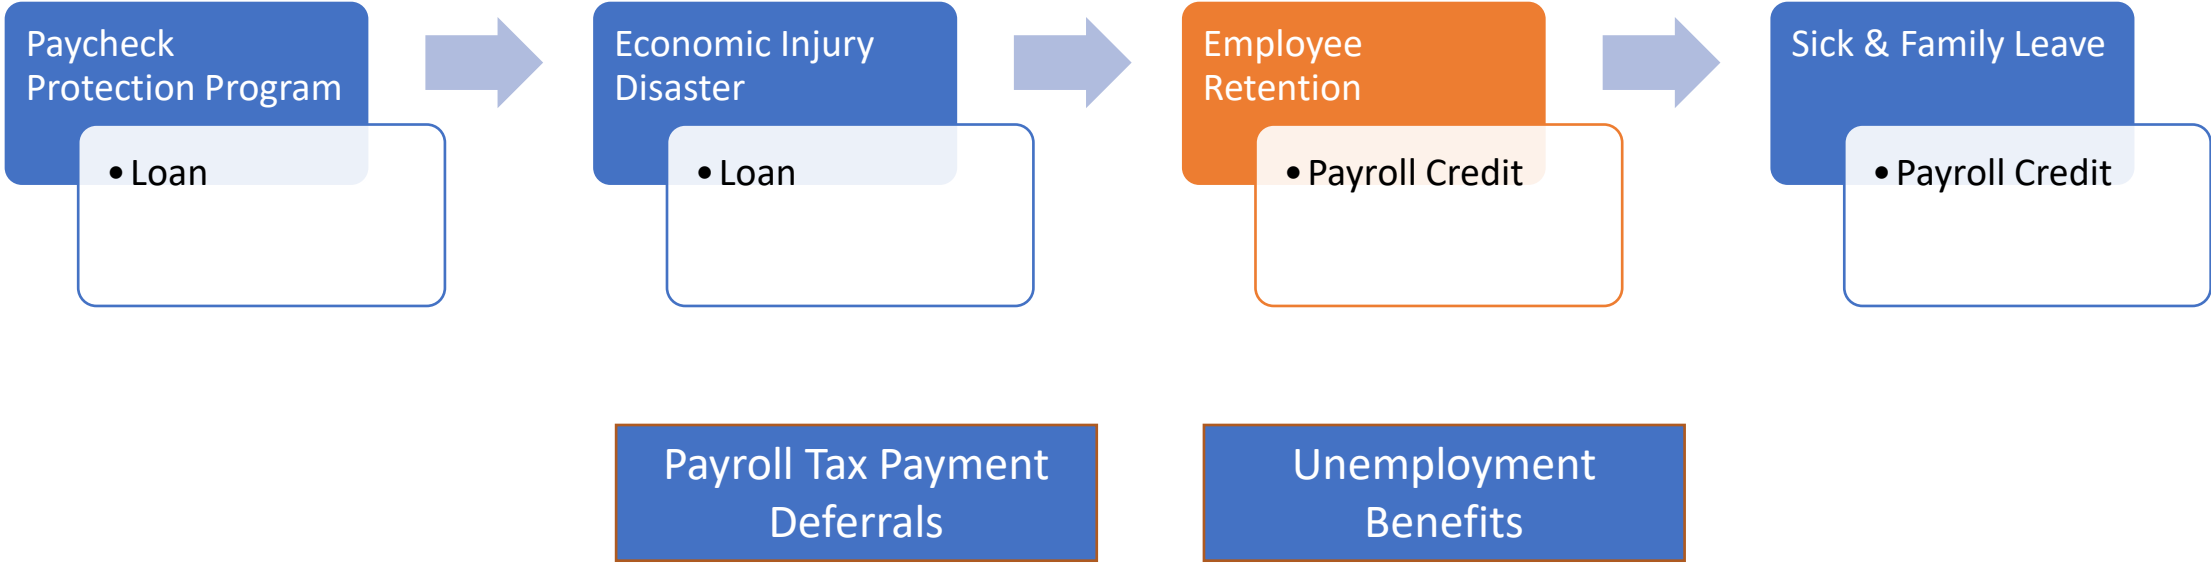 Paycheck
Protection Program
• Loan
Economic Injury
Disaster
• Loan
Employee
Retention
• Payroll Credit
Sick & Family Leave
• Payroll Credit
Payroll Tax Payment
Deferrals
Unemployment
Benefits